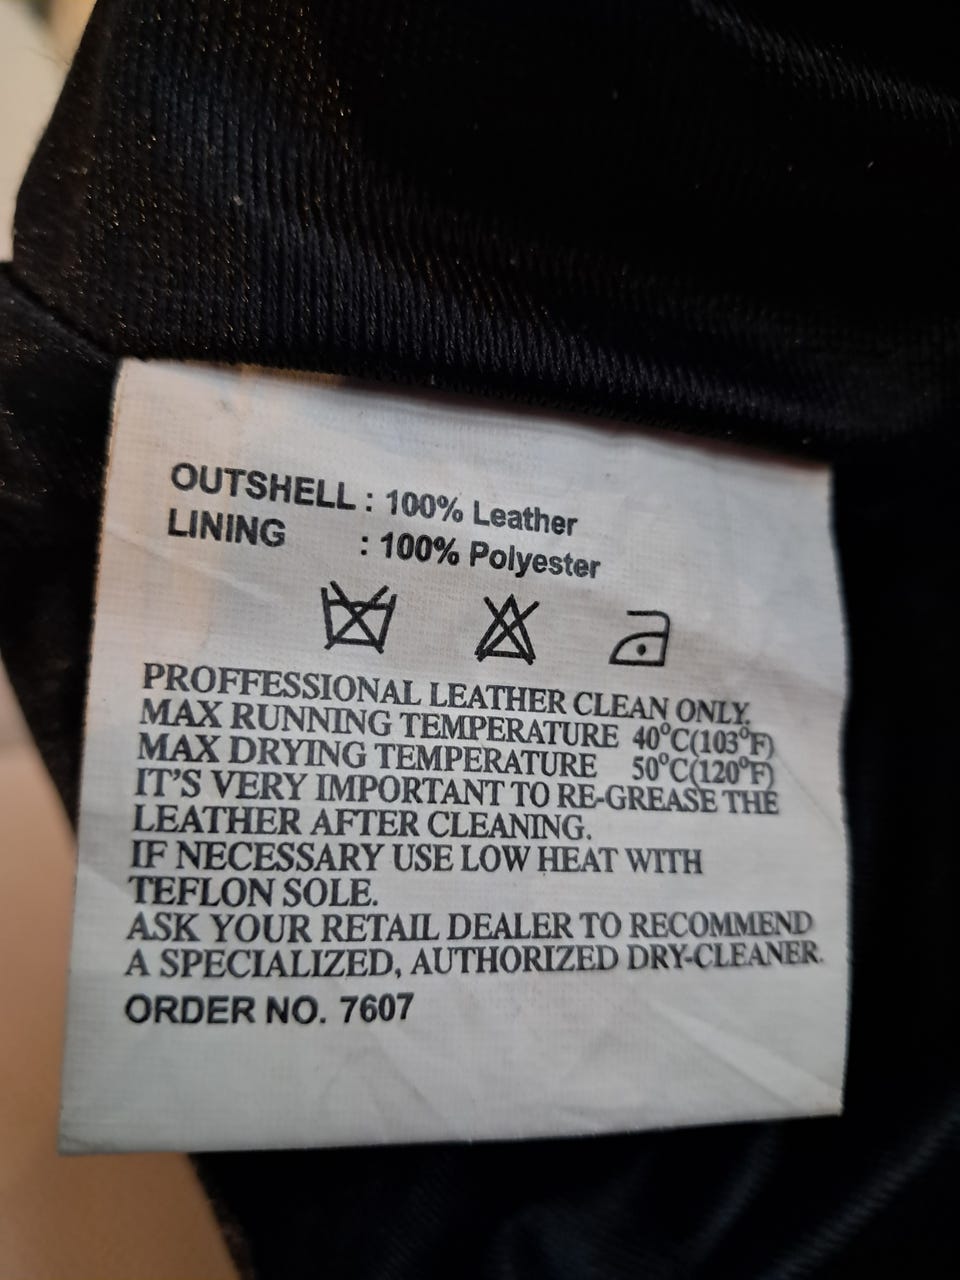 OUTSHELL : 100% Leather
LINING : 100% Polyester
PROFFESSIONAL LEATHER CLEAN ONLY.
MAX RUNNING TEMPERATURE 40°C(103°F)
MAX DRYING TEMPERATURE 50°C(120°F)
IT'S VERY IMPORTANT TO RE-GREASE THE
LEATHER AFTER CLEANING.
IF NECESSARY USE LOW HEAT WITH
TEFLON SOLE.
ASK YOUR RETAIL DEALER TO RECOMMEND
A SPECIALIZED, AUTHORIZED DRY-CLEANER.
ORDER NO. 7607